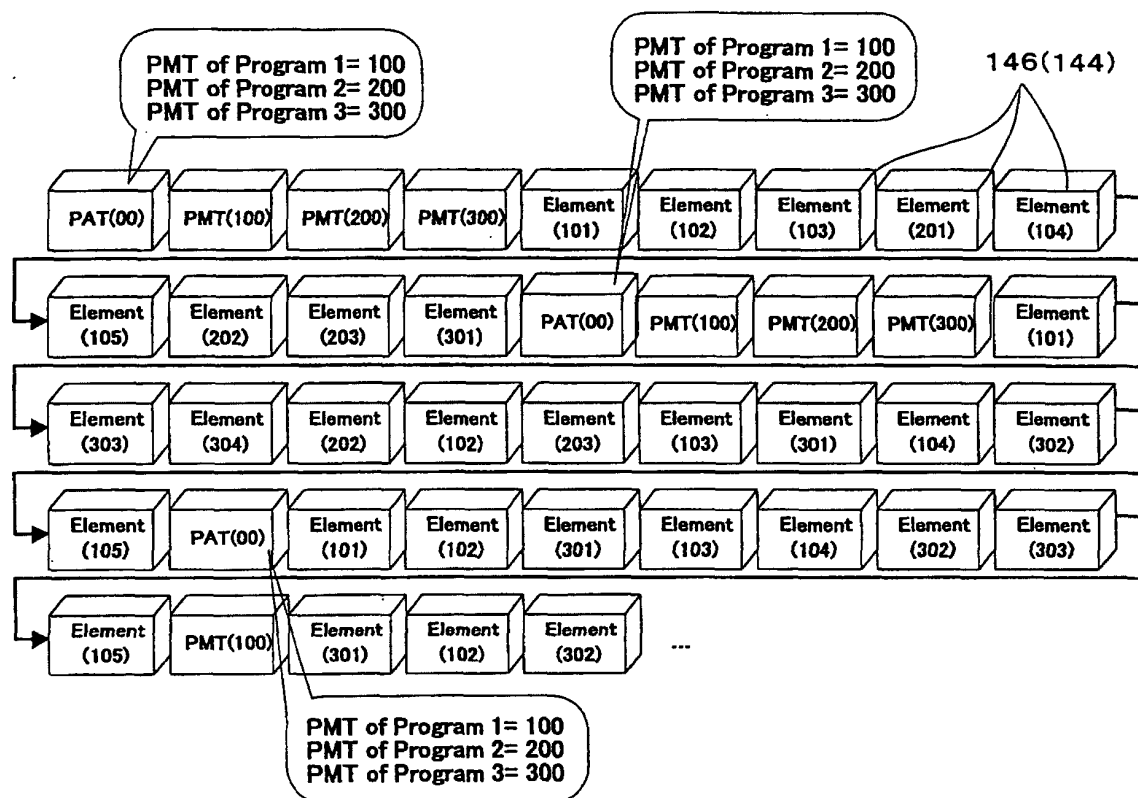 PMT of Program 1= 100
PMT of Program 2= 200
PMT of Program 3= 300
PMT of Program 1= 100
PMT of Program 2= 200
PMT of Program 3= 300
146(144)
PAT(00)
PMT(100)
PMT(200)
PMT(300)
Element
(101)
Element
(102)
Element
(103)
Element
(201)
Element
(104)
Element
(105)
Element
(202)
Element
(203)
Element
(301)
PAT(00)
PMT(100)
PMT(200)
PMT(300)
Element
(101)
Element
(303)
Element
(304)
Element
(202)
Element
(102)
Element
(203)
Element
(103)
Element
(301)
Element
(104)
Element
(302)
Element
(105)
PAT(00)
Element
(101)
Element
(102)
Element
(301)
Element
(103)
Element
(104)
Element
(302)
Element
(303)
Element
(105)
PMT(100)
Element
(301)
Element
(102)
Element
(302)
...
PMT of Program 1= 100
PMT of Program 2= 200
PMT of Program 3= 300